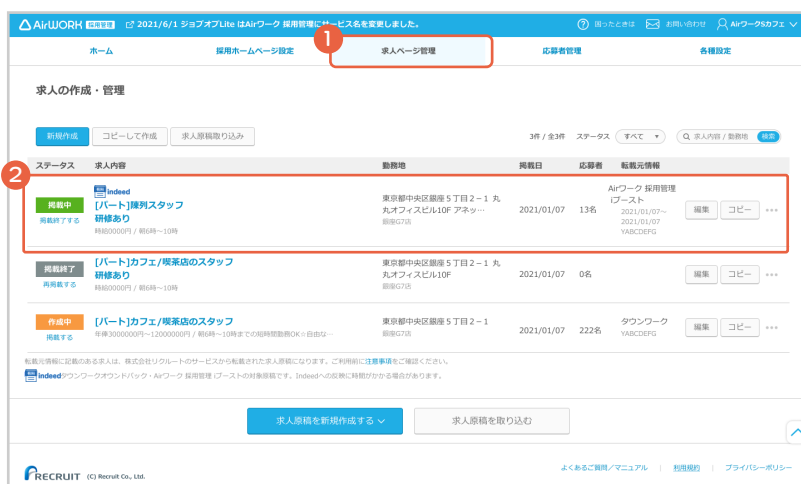 AirWORK 採用管理 2021/6/1 ジョブオプLite はAirワーク 採用管理にサービス名を変更しました。 困ったときは お問い合わせ AirワークSカフェ
1
ホーム 採用ホームページ設定 求人ページ管理 応募者管理 各種設定
求人の作成・管理
新規作成 コピーして作成 求人原稿取り込み 3件 / 全3件 ステータス すべて 求人内容 / 勤務地 検索
ステータス 求人内容 勤務地 掲載日 応募者 転載元情報
2
掲載中
掲載終了する
indeed
[パート]陳列スタッフ
研修あり
時給0000円 / 朝6時〜10時
東京都中央区銀座５丁目２−１ 丸
丸オフィスビル10F アネッ…
銀座G7店
2021/01/07 13名
Airワーク 採用管理
iブースト
2021/01/07〜
2021/01/07
YABCDEFG
編集 コピー
掲載終了
再掲載する
[パート]カフェ/喫茶店のスタッフ
研修あり
時給0000円 / 朝6時〜10時
東京都中央区銀座５丁目２−１ 丸
丸オフィスビル10F
銀座G7店
2021/01/07 0名
編集 コピー
作成中
掲載する
[パート]カフェ/喫茶店のスタッフ
年俸3000000円〜12000000円 / 朝6時〜10時までの短時間勤務OK☆自由な…
東京都中央区銀座５丁目２−１
銀座G7店
2021/01/07 222名
タウンワーク
YABCDEFG
編集 コピー
転載元情報に記載のある求人は、株式会社リクルートのサービスから転載された求人原稿になります。ご利用前に注意事項をご確認ください。
indeed タウンワークオウンドパック・Airワーク 採用管理 iブーストの対象原稿です。Indeedへの反映に時間がかかる場合があります。
求人原稿を新規作成する 求人原稿を取り込む
RECRUIT (C) Recruit Co., Ltd. よくあるご質問／マニュアル 利用規約 プライバシーポリシー